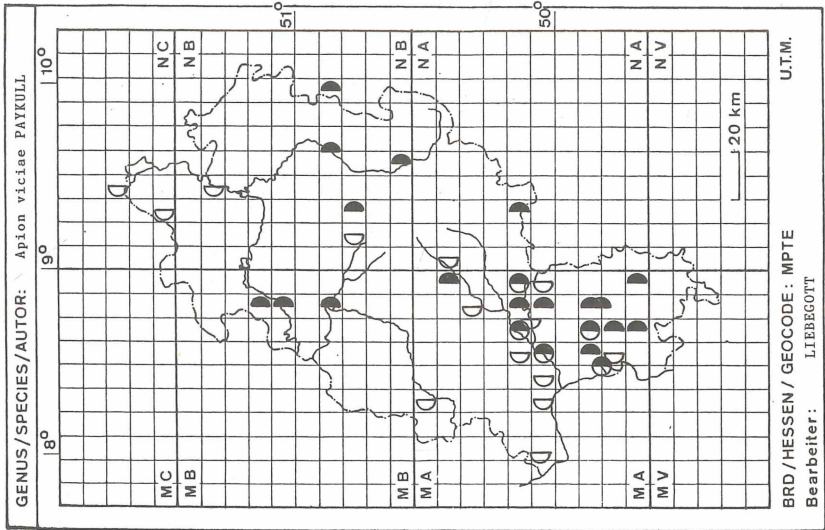 GENUS/SPECIES/AUTOR: Apion viciae PAYKULL
8° 9° 10°
MC NC
MB NB
51°
MB NB
MA NA
50°
MA NA
MV NV
20 km
BRD/HESSEN/GEOCODE: MPTE U.T.M.
Bearbeiter: LIEBEGOTT